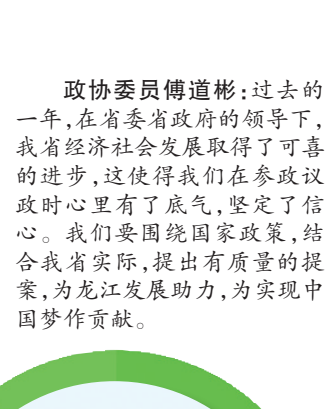 政协委员傅道彬:过去的
一年,在省委省政府的领导下,
我省经济社会发展取得了可喜
的进步,这使得我们在参政议
政时心里有了底气,坚定了信
心。我们要围绕国家政策,结
合我省实际,提出有质量的提
案,为龙江发展助力,为实现中
国梦作贡献。